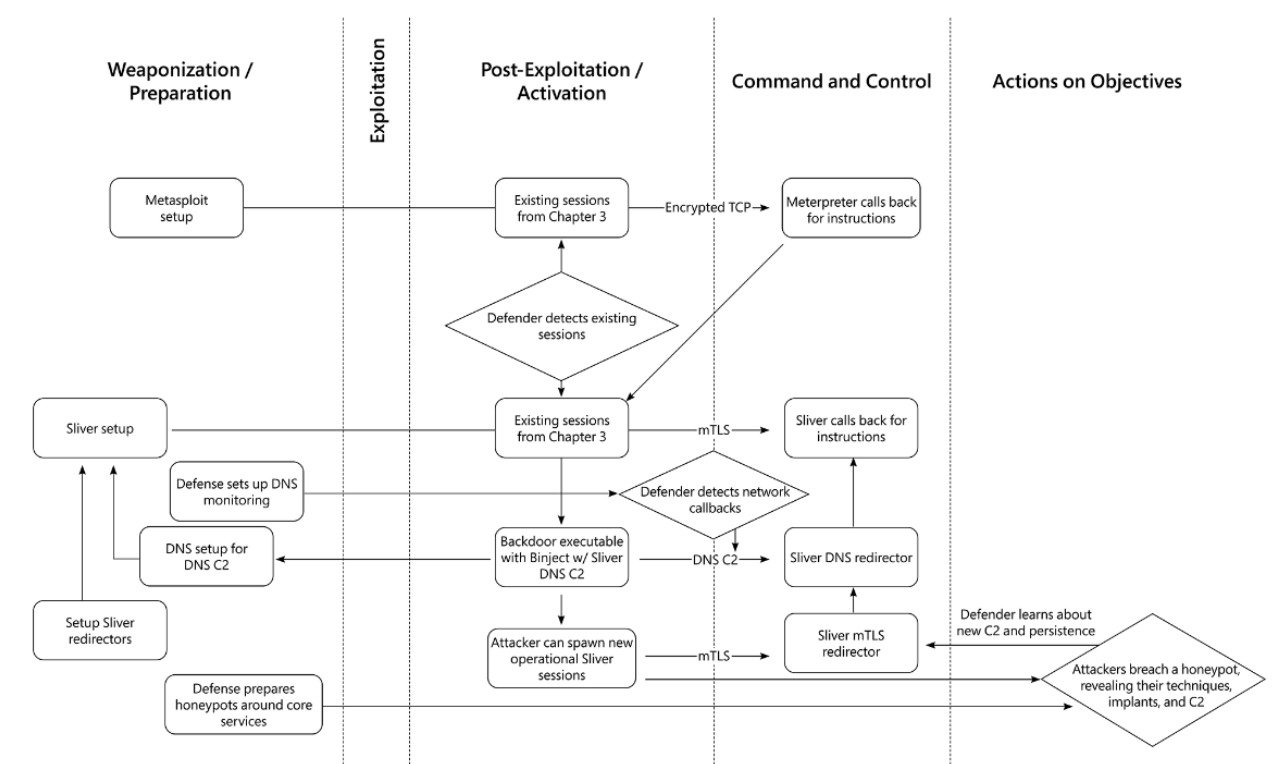 Weaponization /
Preparation
Exploitation
Post-Exploitation /
Activation
Command and Control
Actions on Objectives
Metasploit
setup
Existing sessions
from Chapter 3
Encrypted TCP
Meterpreter calls back
for instructions
Defender detects existing
sessions
Sliver setup
Existing sessions
from Chapter 3
mTLS
Sliver calls back for
instructions
Defense sets up DNS
monitoring
Defender detects network
callbacks
DNS setup for
DNS C2
Backdoor executable
with Binject w/ Sliver
DNS C2
DNS C2
Sliver DNS redirector
Setup Sliver
redirectors
Attacker can spawn new
operational Sliver
sessions
mTLS
Sliver mTLS
redirector
Defender learns about
new C2 and persistence
Attackers breach a honeypot,
revealing their techniques,
implants, and C2
Defense prepares
honeypots around core
services